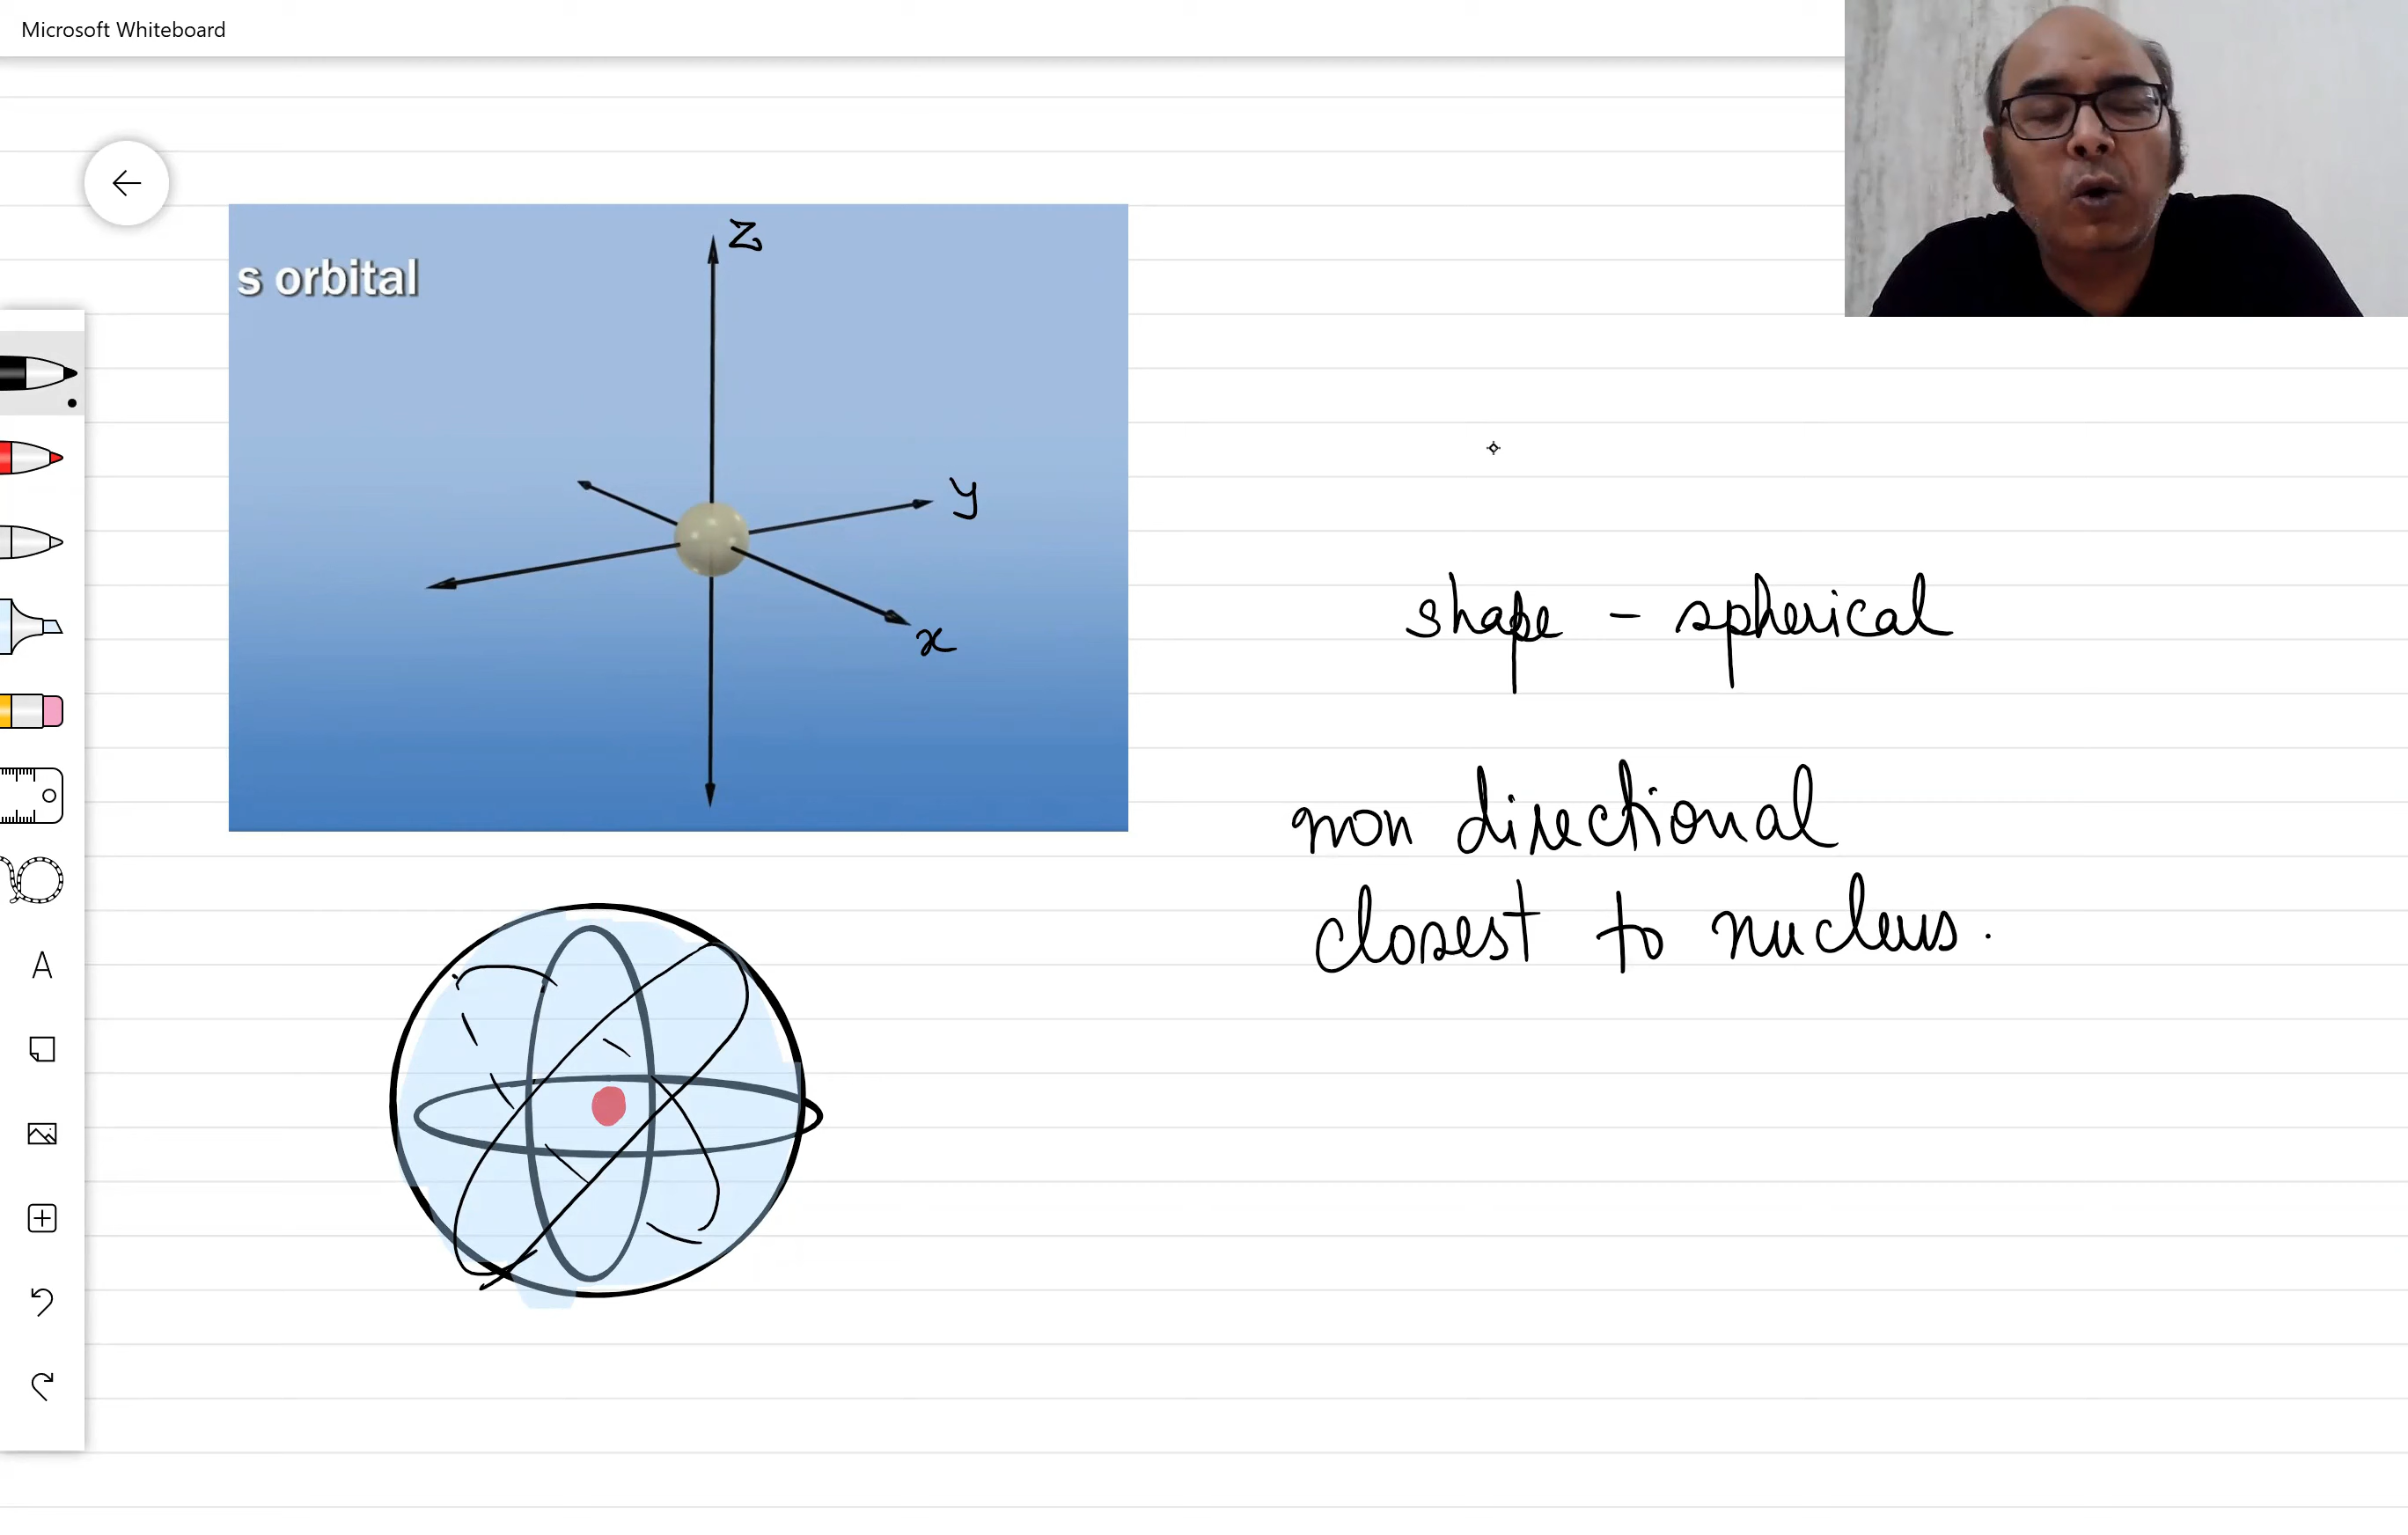 Microsoft Whiteboard
s orbital
z
y
x
shape - spherical
non directional
closest to nucleus.
A